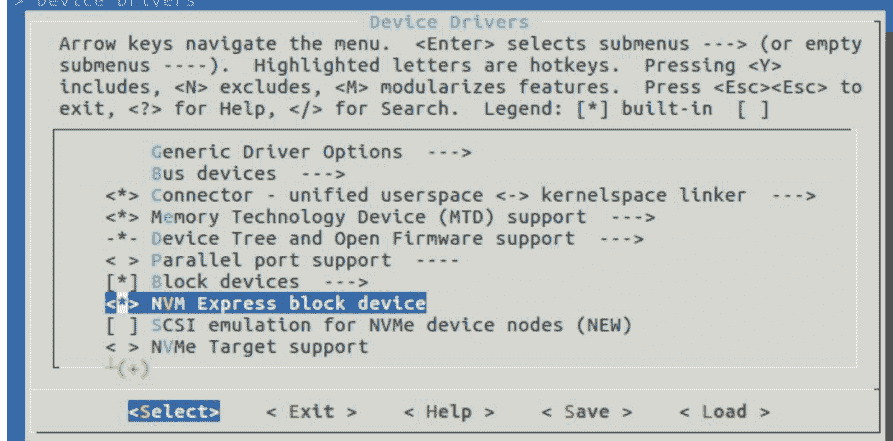 > Device Drivers
Device Drivers
Arrow keys navigate the menu.  <Enter> selects submenus ---> (or empty
submenus ----).  Highlighted letters are hotkeys.  Pressing <Y>
includes, <N> excludes, <M> modularizes features.  Press <Esc><Esc> to
exit, <?> for Help, </> for Search.  Legend: [*] built-in  [ ]
Generic Driver Options  --->
Bus devices  --->
<*> Connector - unified userspace <-> kernelspace linker  --->
<*> Memory Technology Device (MTD) support  --->
-*- Device Tree and Open Firmware support  --->
< > Parallel port support  ----
[*] Block devices  --->
<*> NVM Express block device
[ ] SCSI emulation for NVMe device nodes (NEW)
< > NVMe Target support
(+)
<Select>    < Exit >    < Help >    < Save >    < Load >